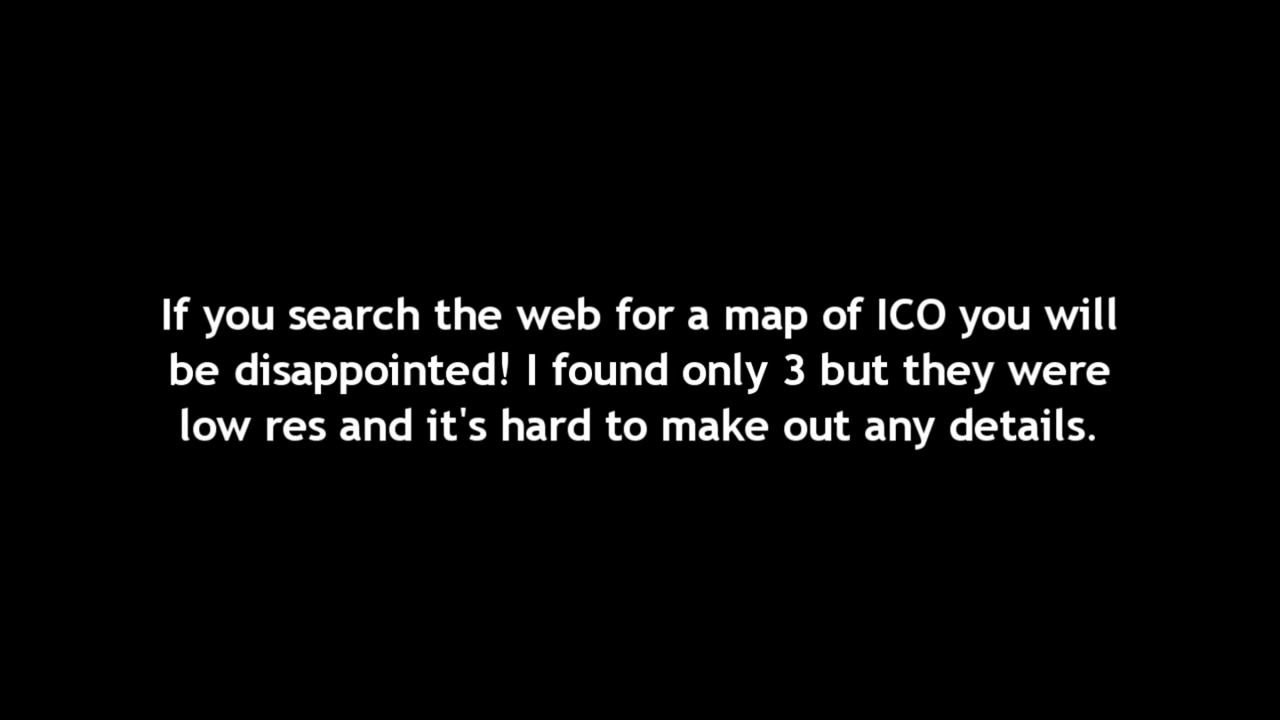 If you search the web for a map of ICO you will
be disappointed! I found only 3 but they were
low res and it's hard to make out any details.